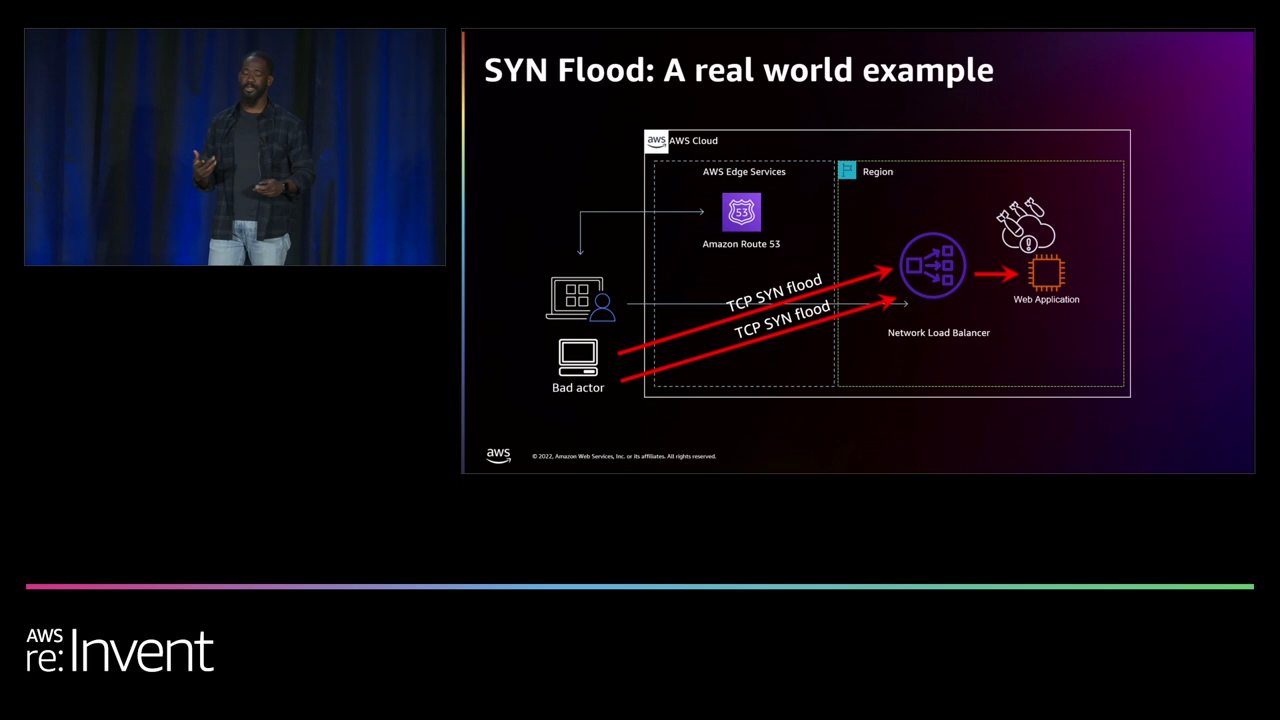 SYN Flood: A real world example
aws
AWS Cloud
AWS Edge Services
Region
53
Amazon Route 53
TCP SYN flood
TCP SYN flood
Web Application
Network Load Balancer
Bad actor
aws
© 2022, Amazon Web Services, Inc. or its affiliates. All rights reserved.
AWS
re:Invent